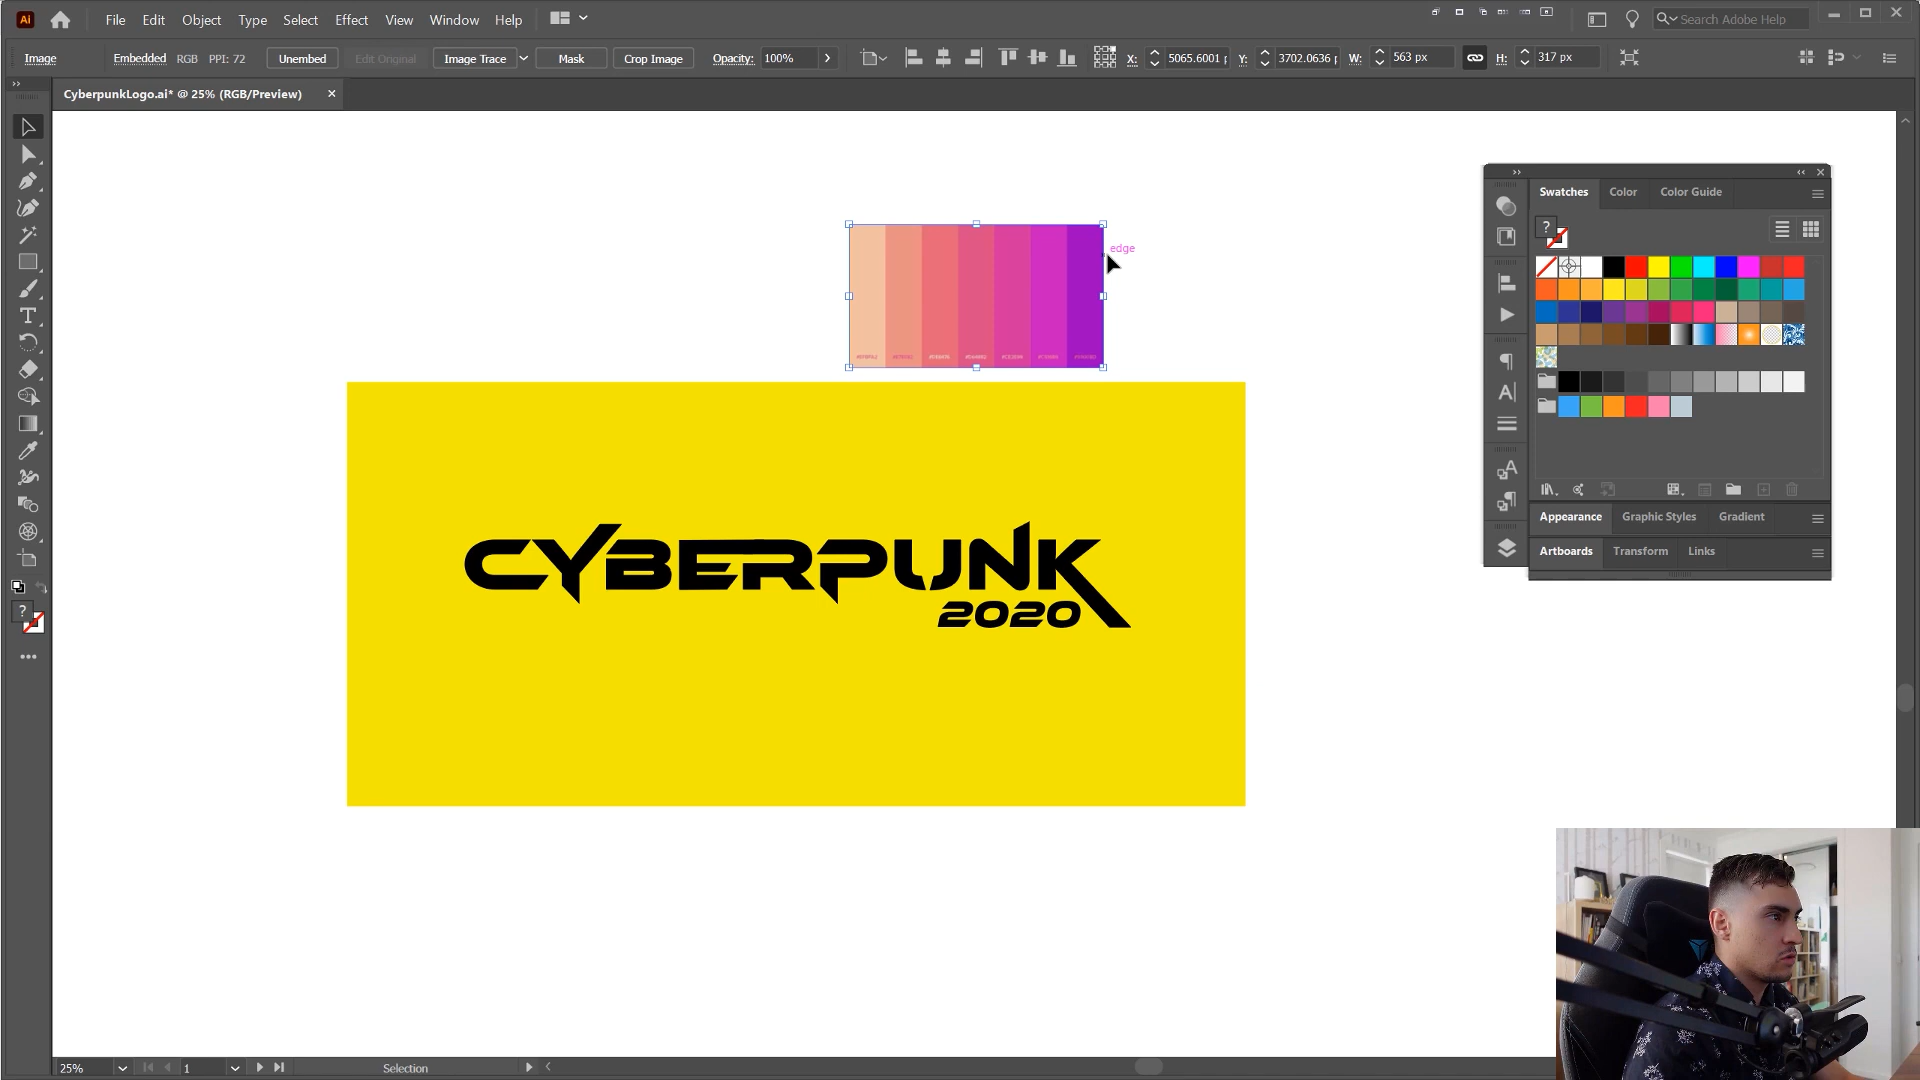 Ai File Edit Object Type Select Effect View Window Help Search Adobe Help
Image Embedded RGB PPI: 72 Unembed Edit Original Image Trace Mask Crop Image Opacity: 100% X: 5065.6001 Y: 3702.0636 W: 563 px H: 317 px
CyberpunkLogo.ai* @ 25% (RGB/Preview)
Swatches Color Color Guide
?
edge
CYBERPUNK
2020
Appearance Graphic Styles Gradient
Artboards Transform Links
?
25% 1 Selection